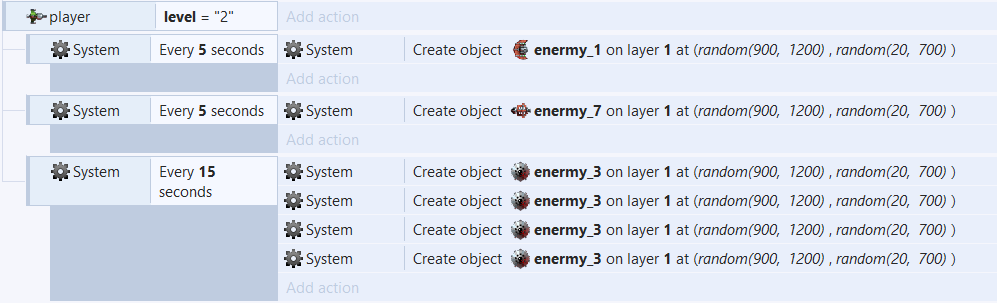 player level = "2" Add action
System Every 5 seconds System Create object enermy_1 on layer 1 at (random(900, 1200) , random(20, 700) )
Add action
System Every 5 seconds System Create object enermy_7 on layer 1 at (random(900, 1200) , random(20, 700) )
Add action
System Every 15 seconds System Create object enermy_3 on layer 1 at (random(900, 1200) , random(20, 700) )
System Create object enermy_3 on layer 1 at (random(900, 1200) , random(20, 700) )
System Create object enermy_3 on layer 1 at (random(900, 1200) , random(20, 700) )
System Create object enermy_3 on layer 1 at (random(900, 1200) , random(20, 700) )
Add action